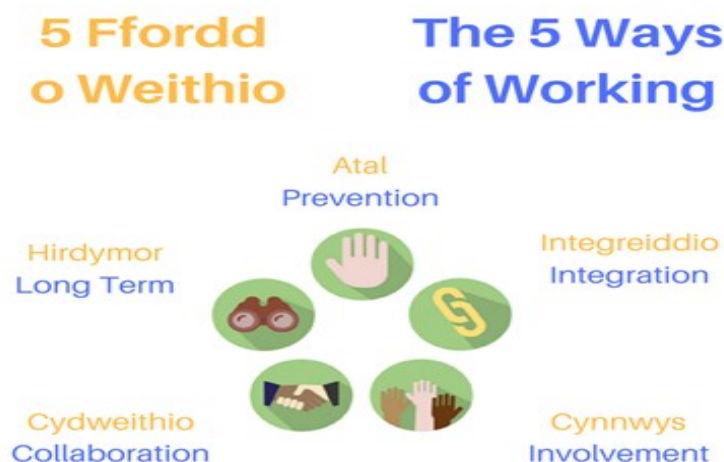 5 Ffordd
o Weithio
The 5 Ways
of Working
Atal
Prevention
Hirdymor
Long Term
Integreiddio
Integration
Cydweithio
Collaboration
Cynnwys
Involvement